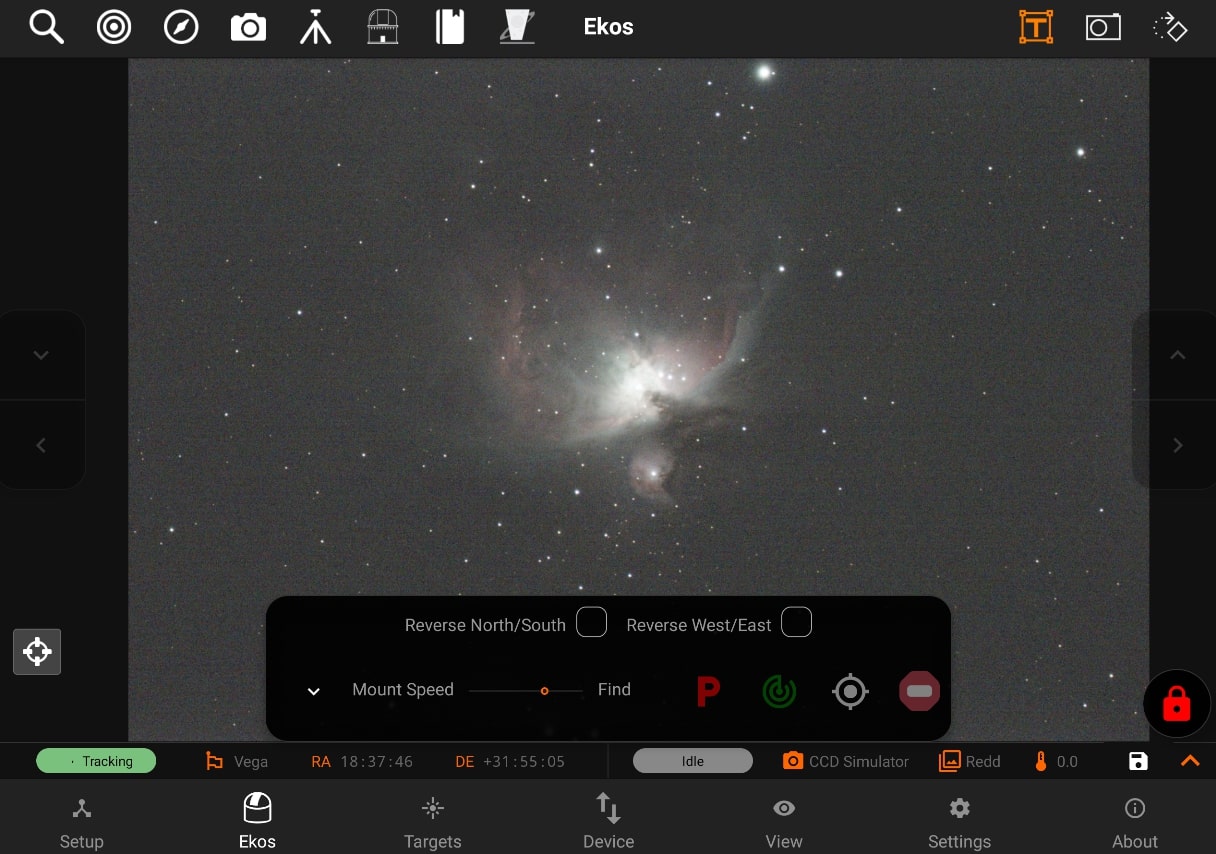 Ekos
Reverse North/South Reverse West/East
Mount Speed Find P
Tracking Vega RA 18:37:46 DE +31:55:05 Idle CCD Simulator Redd 0.0
Setup Ekos Targets Device View Settings About